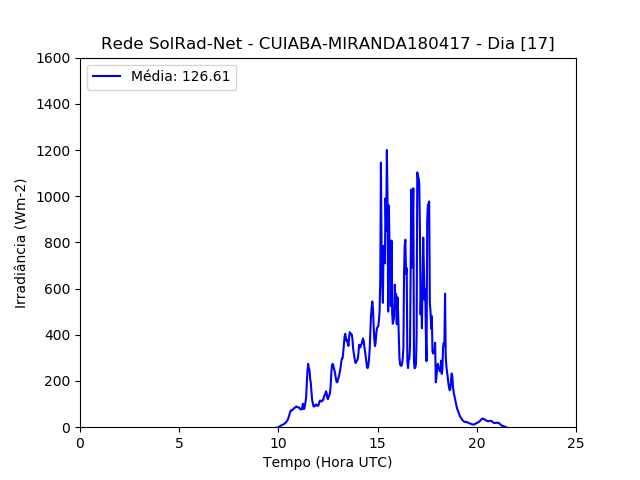 Rede SolRad-Net - CUIABA-MIRANDA180417 - Dia [17]
Média: 126.61
Irradiância (Wm-2)
1600
1400
1200
1000
800
600
400
200
0
0 5 10 15 20 25
Tempo (Hora UTC)